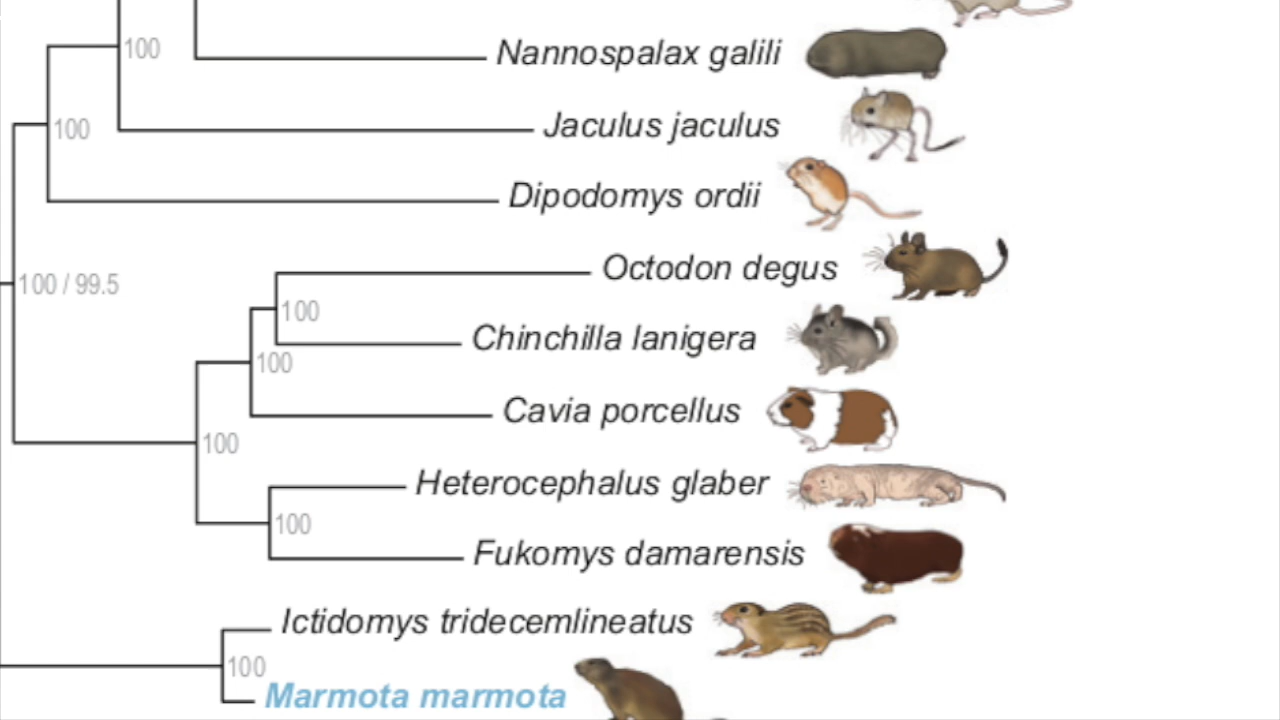 100
Nannospalax galili
100
Jaculus jaculus
Dipodomys ordii
Octodon degus
100 / 99.5
100
Chinchilla lanigera
100
Cavia porcellus
100
Heterocephalus glaber
100
Fukomys damarensis
Ictidomys tridecemlineatus
100
Marmota marmota